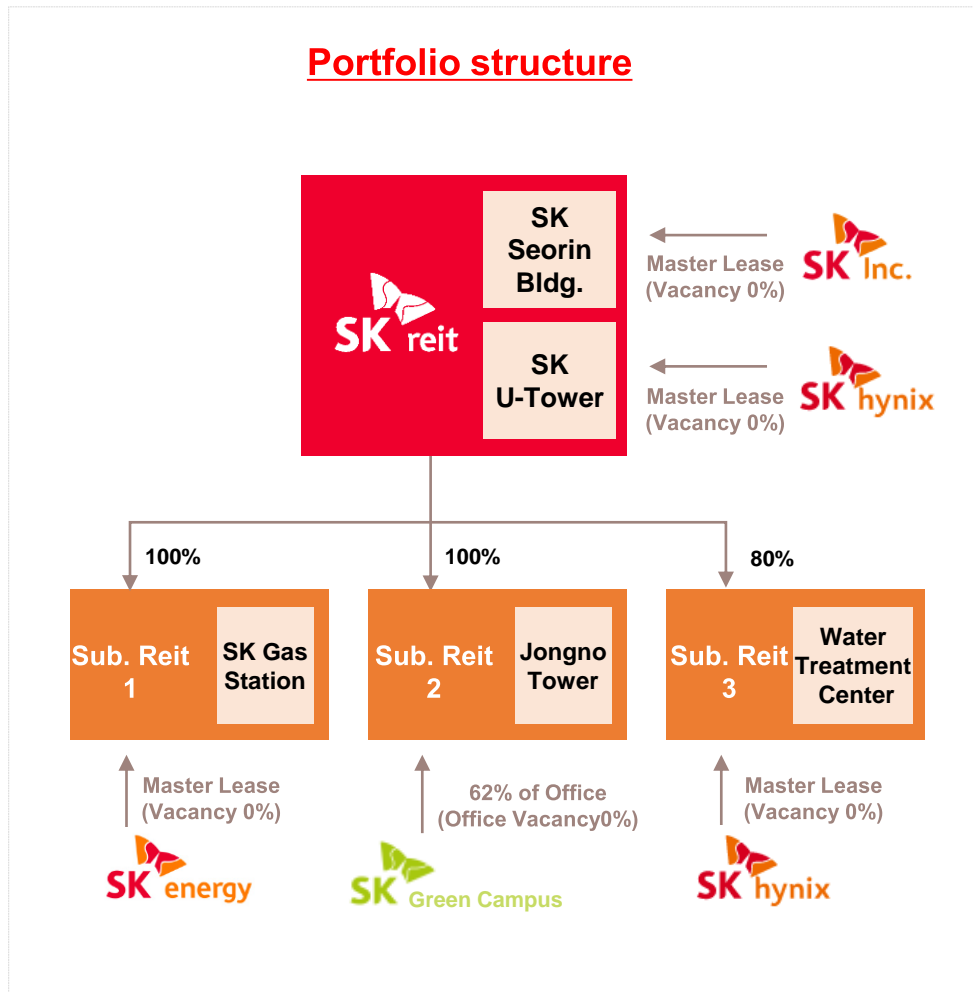 Portfolio structure
SK reit
SK
Seorin
Bldg.
SK
U-Tower
Master Lease
(Vacancy 0%)
SK Inc.
Master Lease
(Vacancy 0%)
SK hynix
100%
100%
80%
Sub. Reit
1
SK Gas
Station
Sub. Reit
2
Jongno
Tower
Sub. Reit
3
Water
Treatment
Center
Master Lease
(Vacancy 0%)
SK energy
62% of Office
(Office Vacancy0%)
SK Green Campus
Master Lease
(Vacancy 0%)
SK hynix